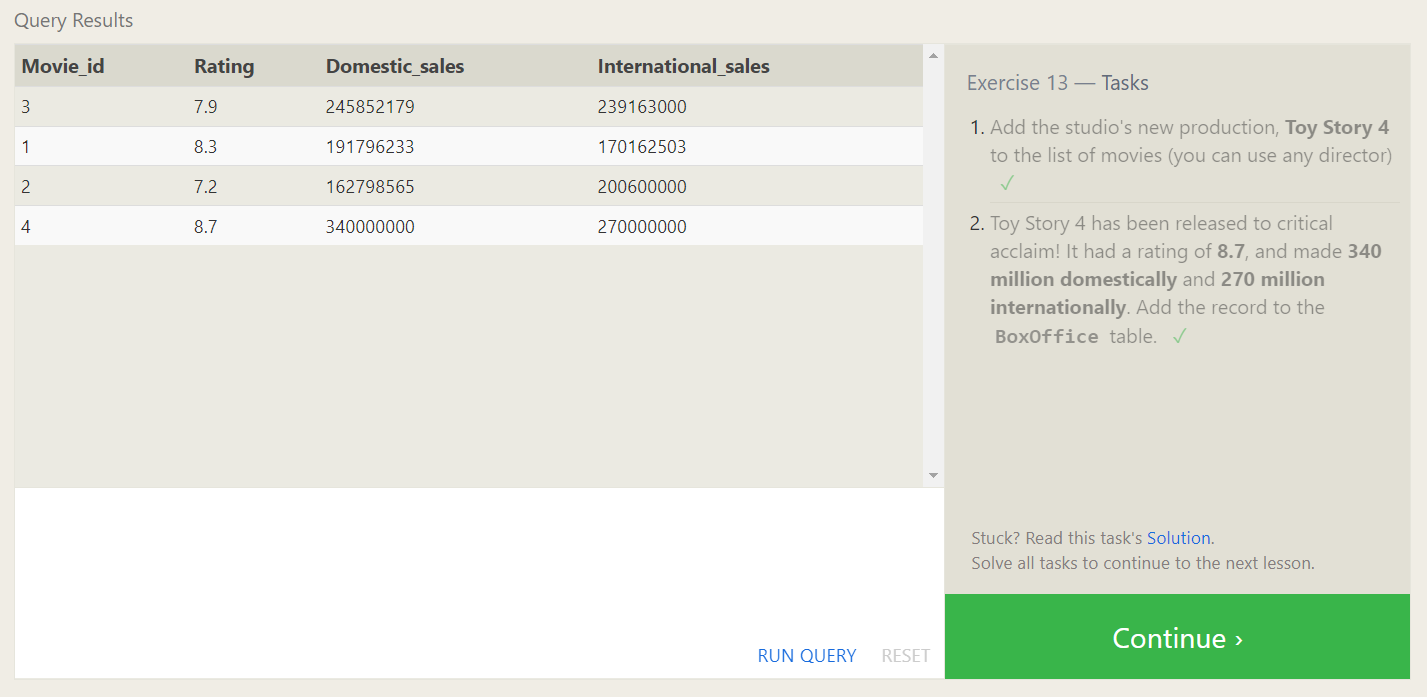 Query Results
Movie_id Rating Domestic_sales International_sales
3 7.9 245852179 239163000
1 8.3 191796233 170162503
2 7.2 162798565 200600000
4 8.7 340000000 270000000
RUN QUERY RESET
Exercise 13 — Tasks
1. Add the studio's new production, Toy Story 4
to the list of movies (you can use any director)
✓
2. Toy Story 4 has been released to critical
acclaim! It had a rating of 8.7, and made 340
million domestically and 270 million
internationally. Add the record to the
BoxOffice table. ✓
Stuck? Read this task's Solution.
Solve all tasks to continue to the next lesson.
Continue ›